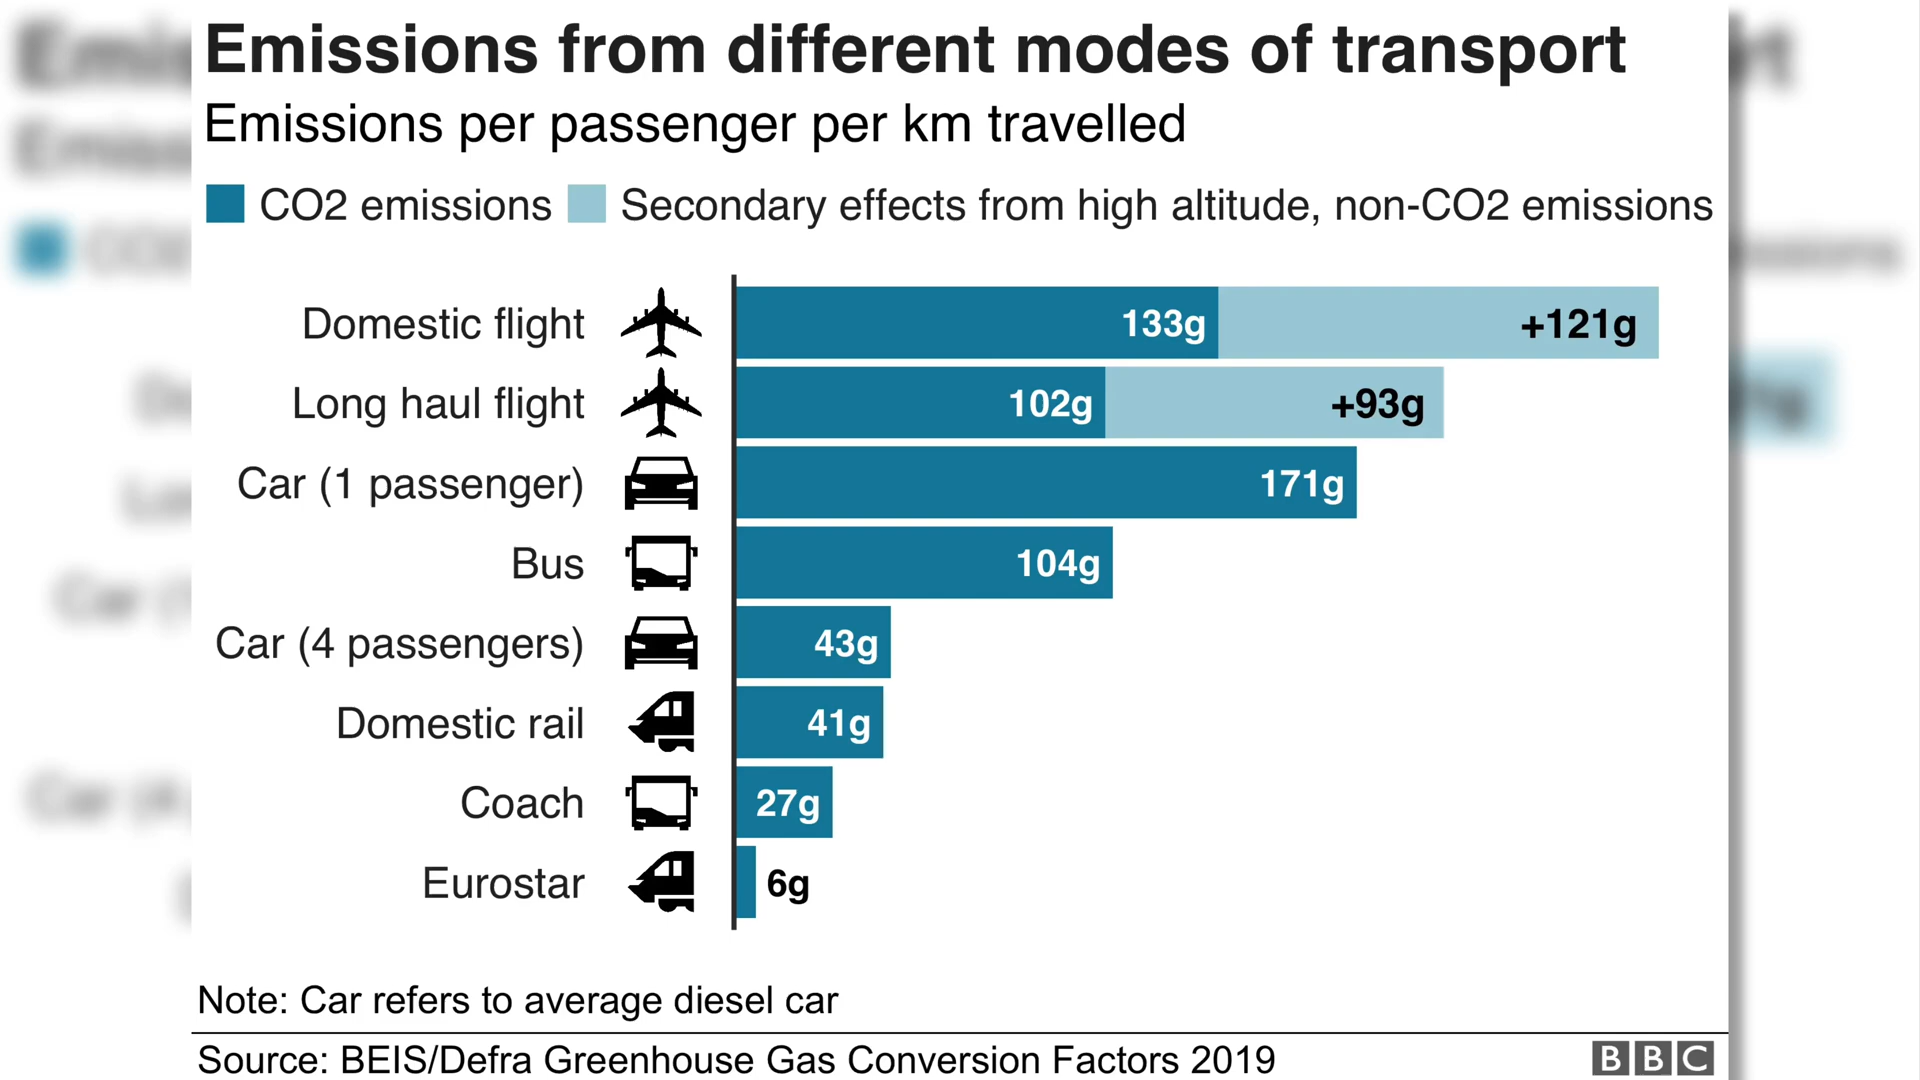 Emissions from different modes of transport
Emissions per passenger per km travelled
CO2 emissions Secondary effects from high altitude, non-CO2 emissions
Domestic flight 133g +121g
Long haul flight 102g +93g
Car (1 passenger) 171g
Bus 104g
Car (4 passengers) 43g
Domestic rail 41g
Coach 27g
Eurostar 6g
Note: Car refers to average diesel car
Source: BEIS/Defra Greenhouse Gas Conversion Factors 2019 BBC